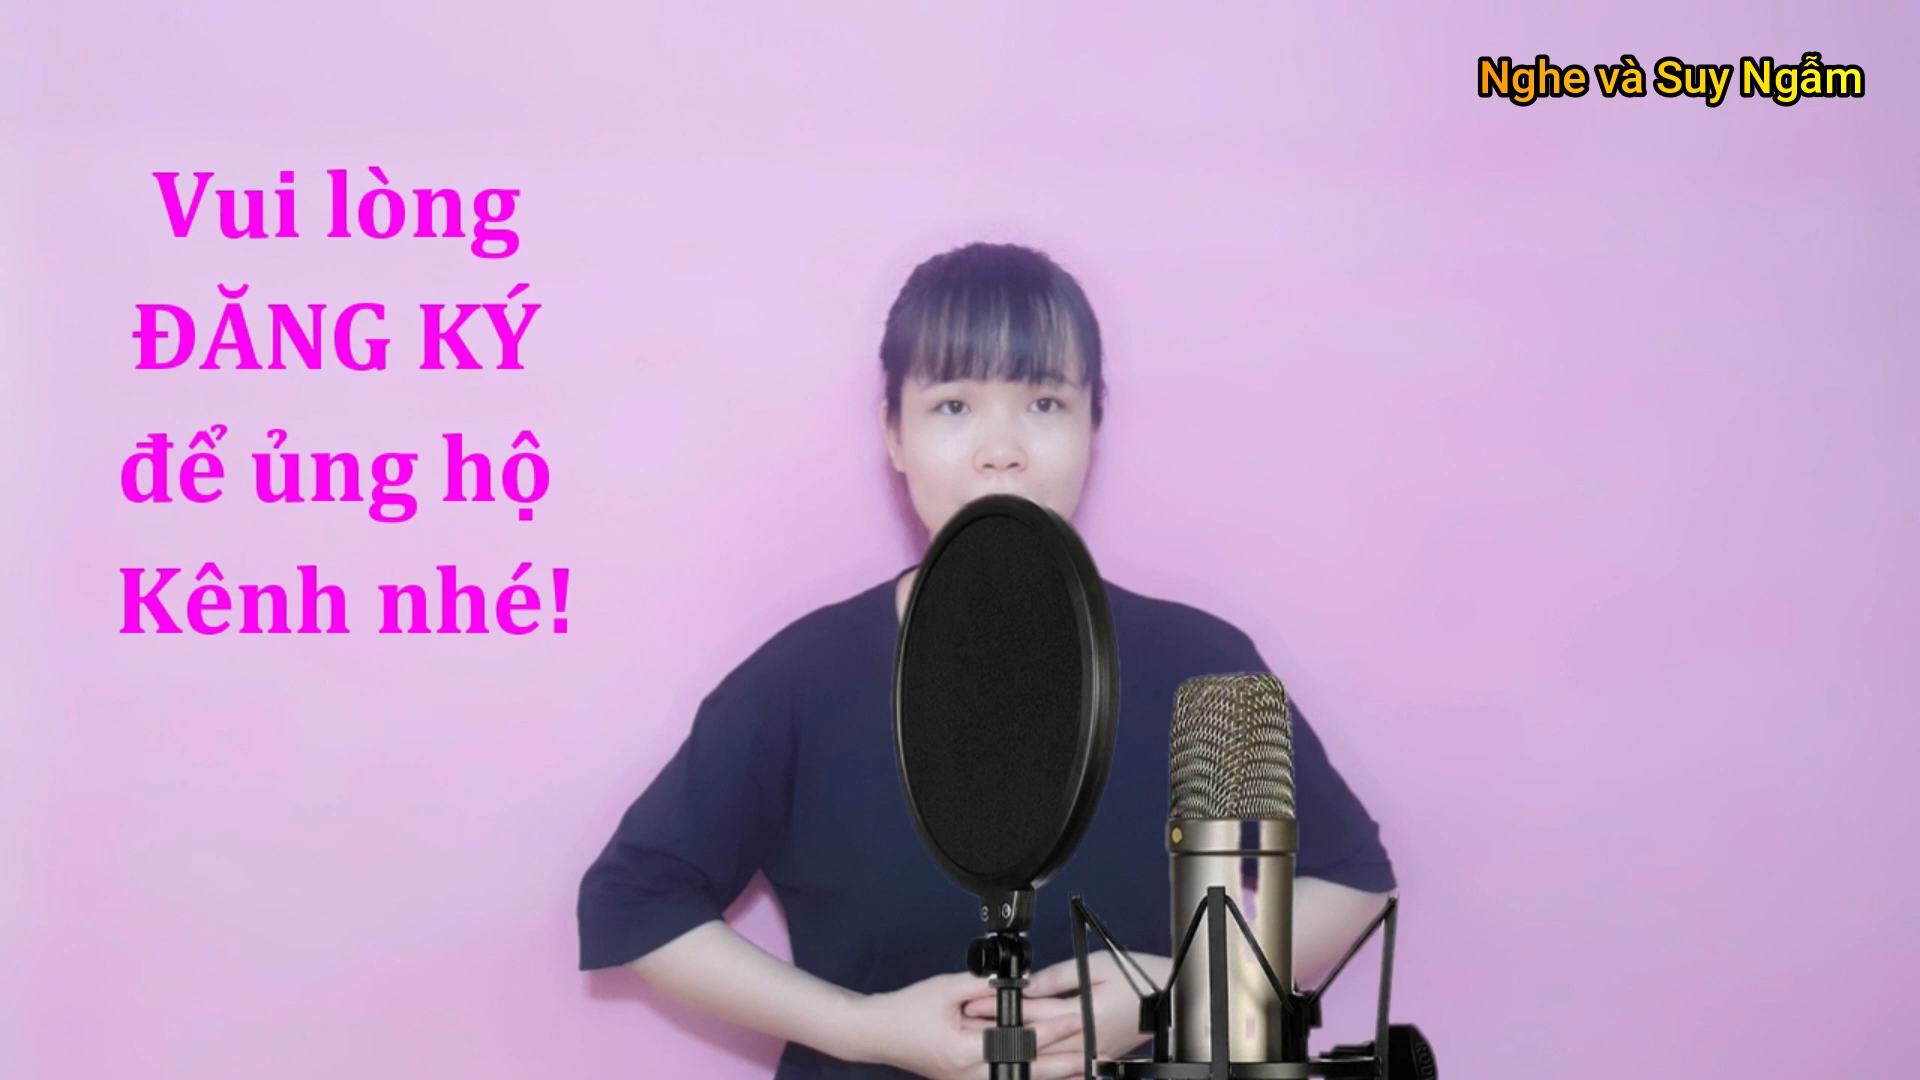 Nghe và Suy Ngẫm
Vui lòng
ĐĂNG KÝ
để ủng hộ
Kênh nhé!